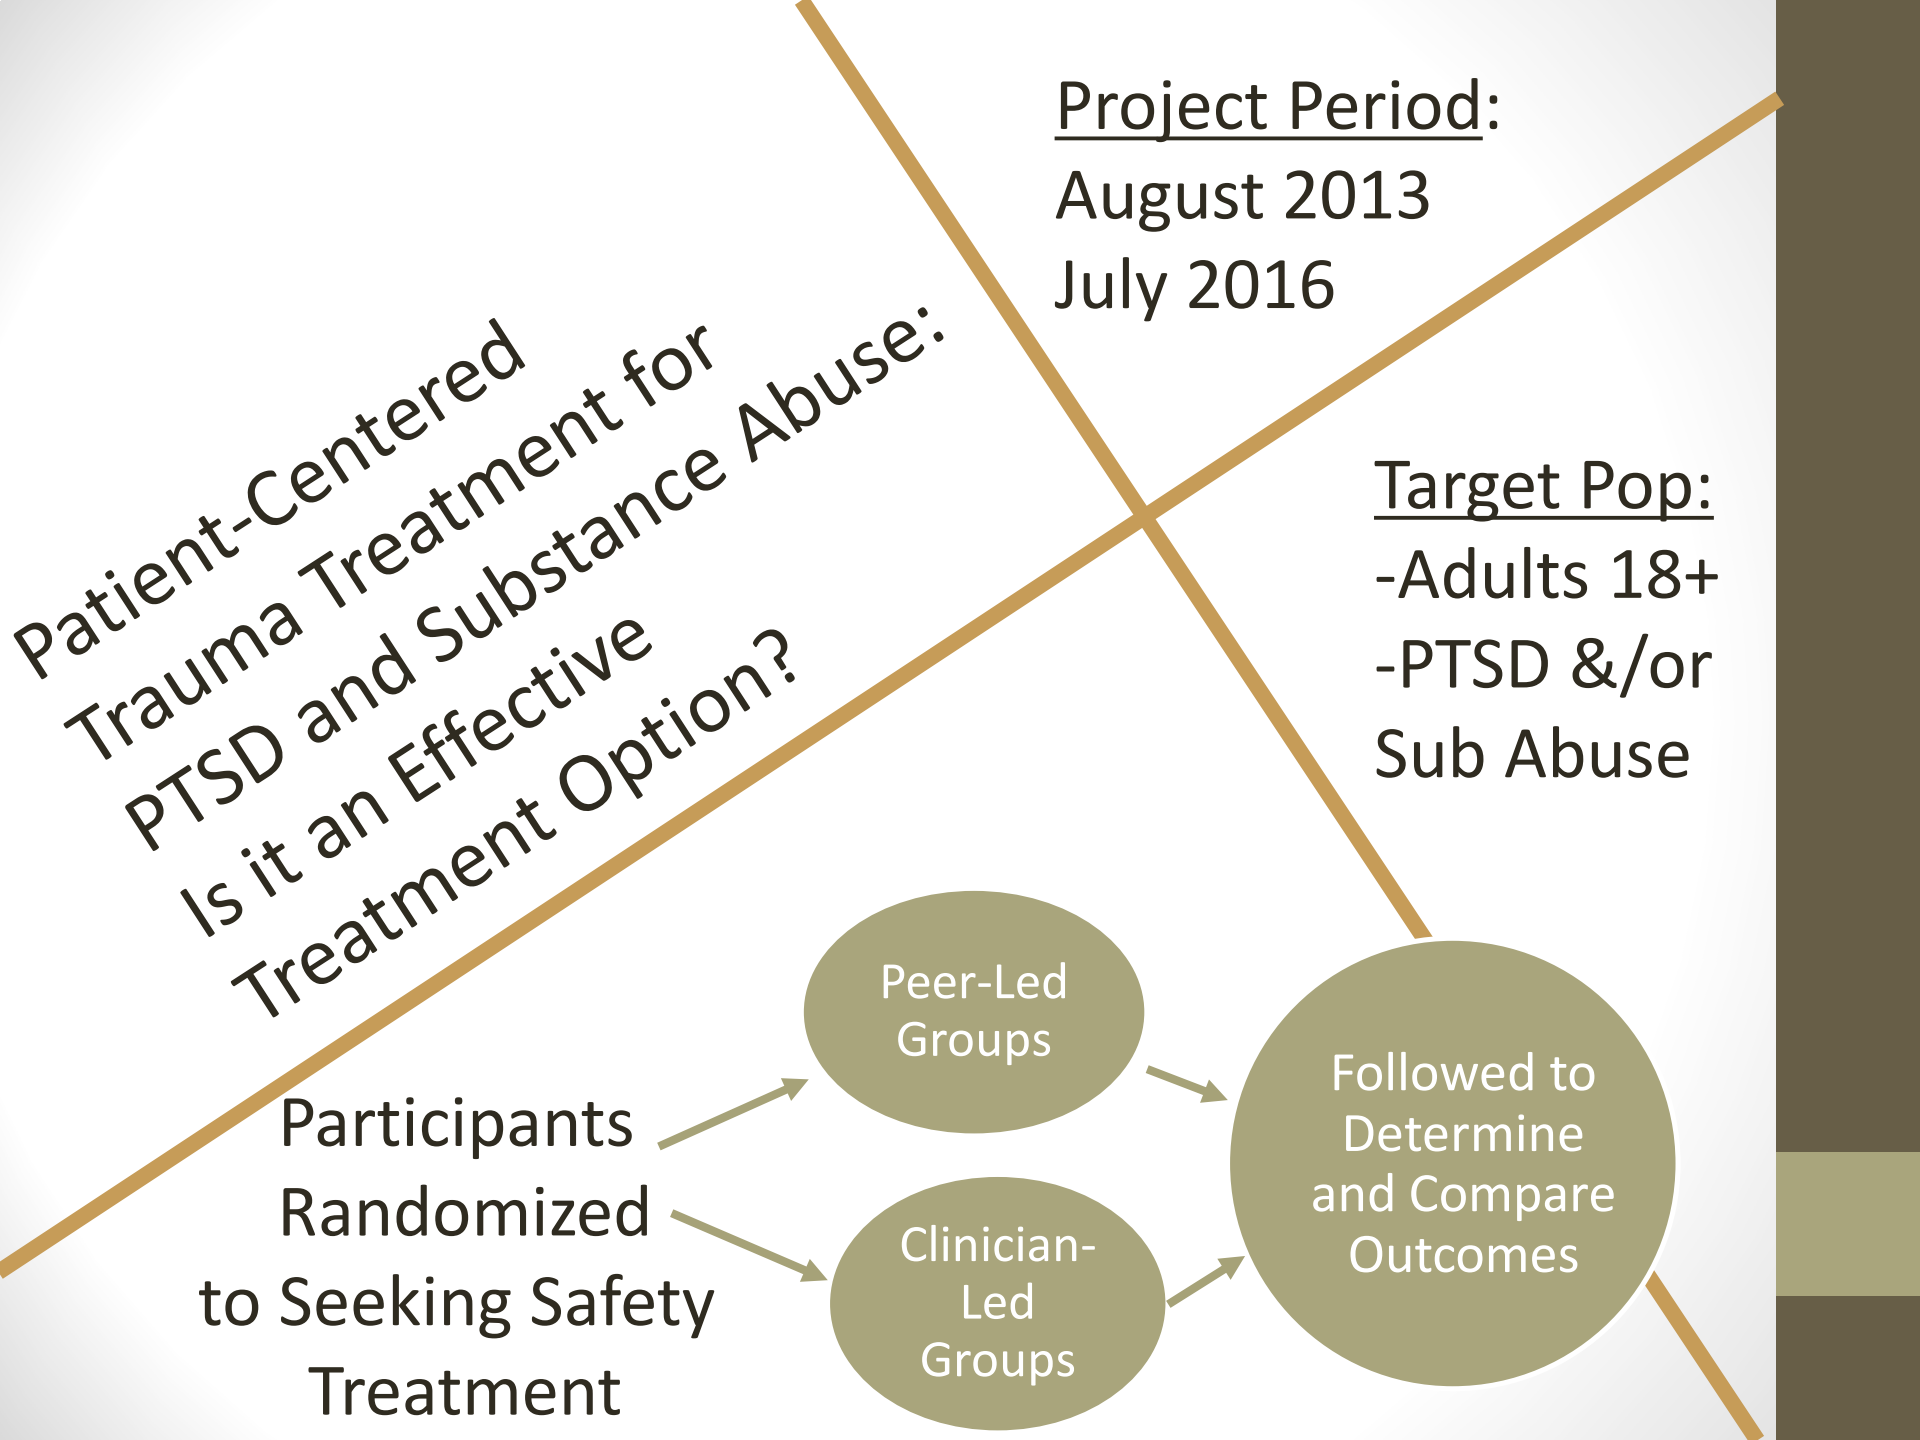 Patient-Centered
Trauma Treatment for
PTSD and Substance Abuse:
Is it an Effective
Treatment Option?
Project Period:
August 2013
July 2016
Target Pop:
-Adults 18+
-PTSD &/or
Sub Abuse
Participants
Randomized
to Seeking Safety
Treatment
Peer-Led
Groups
Clinician-
Led
Groups
Followed to
Determine
and Compare
Outcomes